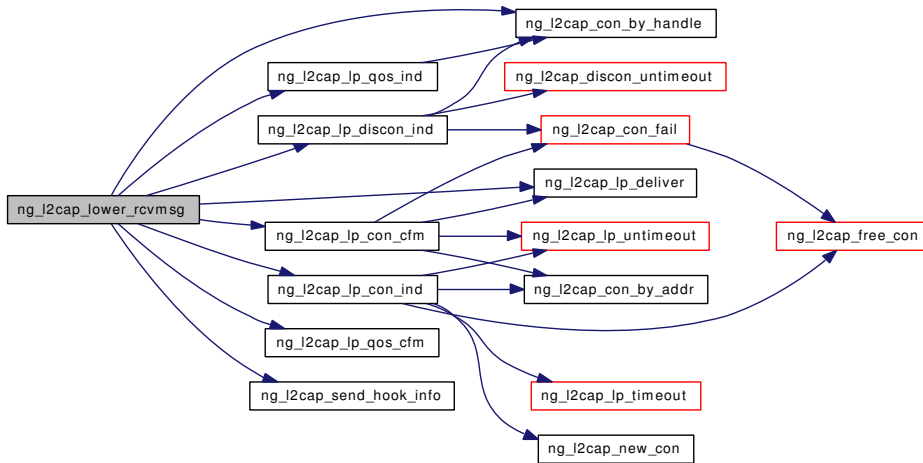 ng_l2cap_con_by_handle
ng_l2cap_lp_qos_ind
ng_l2cap_discon_untimeout
ng_l2cap_lp_discon_ind
ng_l2cap_con_fail
ng_l2cap_lp_deliver
ng_l2cap_lower_rcvmsg
ng_l2cap_lp_con_cfm
ng_l2cap_lp_untimeout
ng_l2cap_free_con
ng_l2cap_lp_con_ind
ng_l2cap_con_by_addr
ng_l2cap_lp_qos_cfm
ng_l2cap_send_hook_info
ng_l2cap_lp_timeout
ng_l2cap_new_con